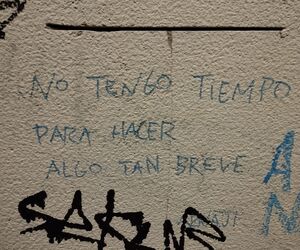 NO TENGO TIEMPO
PARA HACER
ALGO TAN BREVE
A